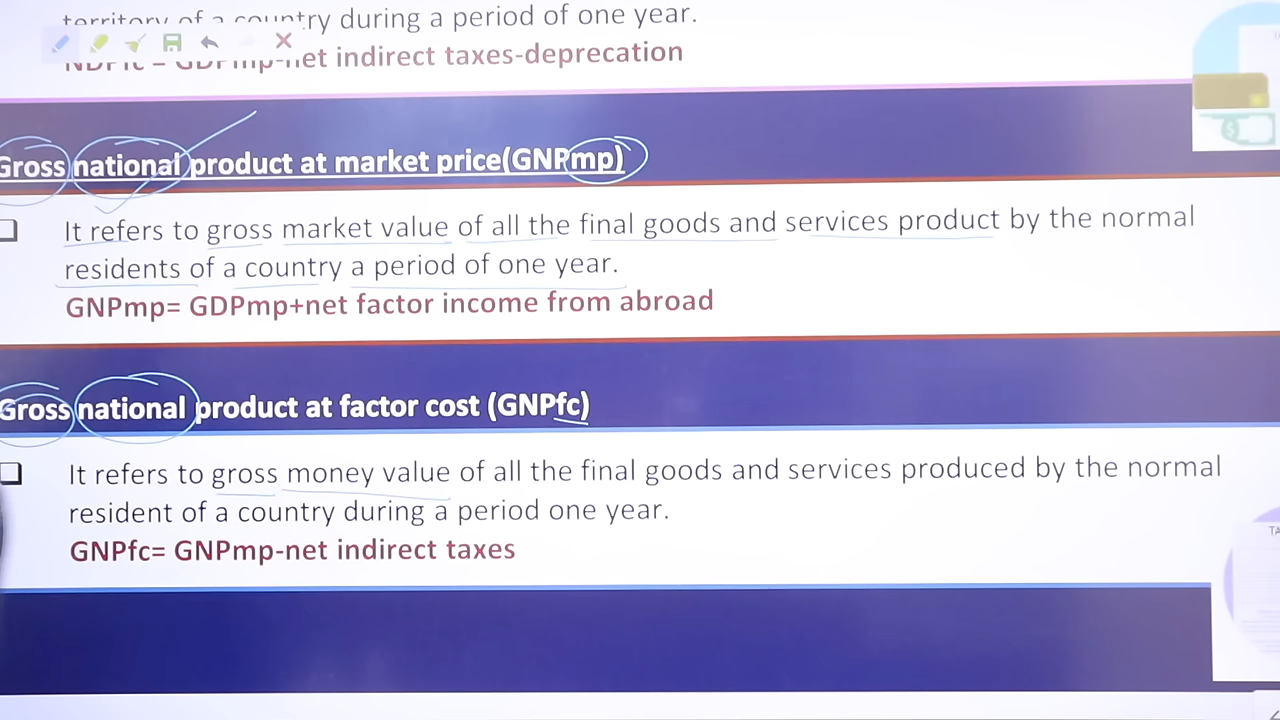 territory of a country during a period of one year.
NDPfc = GDPmp-net indirect taxes-deprecation
Gross national product at market price(GNPmp)
It refers to gross market value of all the final goods and services product by the normal
residents of a country a period of one year.
GNPmp= GDPmp+net factor income from abroad
Gross national product at factor cost (GNPfc)
It refers to gross money value of all the final goods and services produced by the normal
resident of a country during a period one year.
GNPfc= GNPmp-net indirect taxes